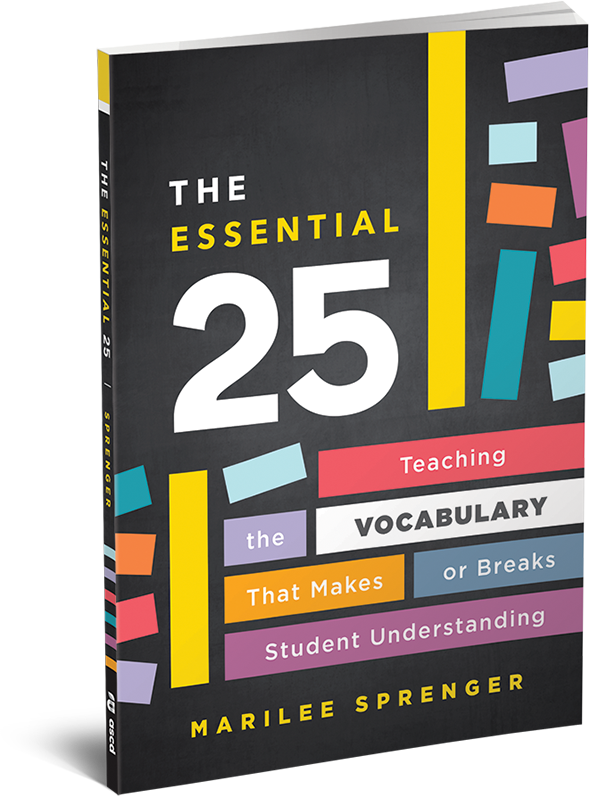 THE
ESSENTIAL
25
Teaching
the VOCABULARY
That Makes or Breaks
Student Understanding
MARILEE SPRENGER
THE ESSENTIAL 25 | SPRENGER
ascd